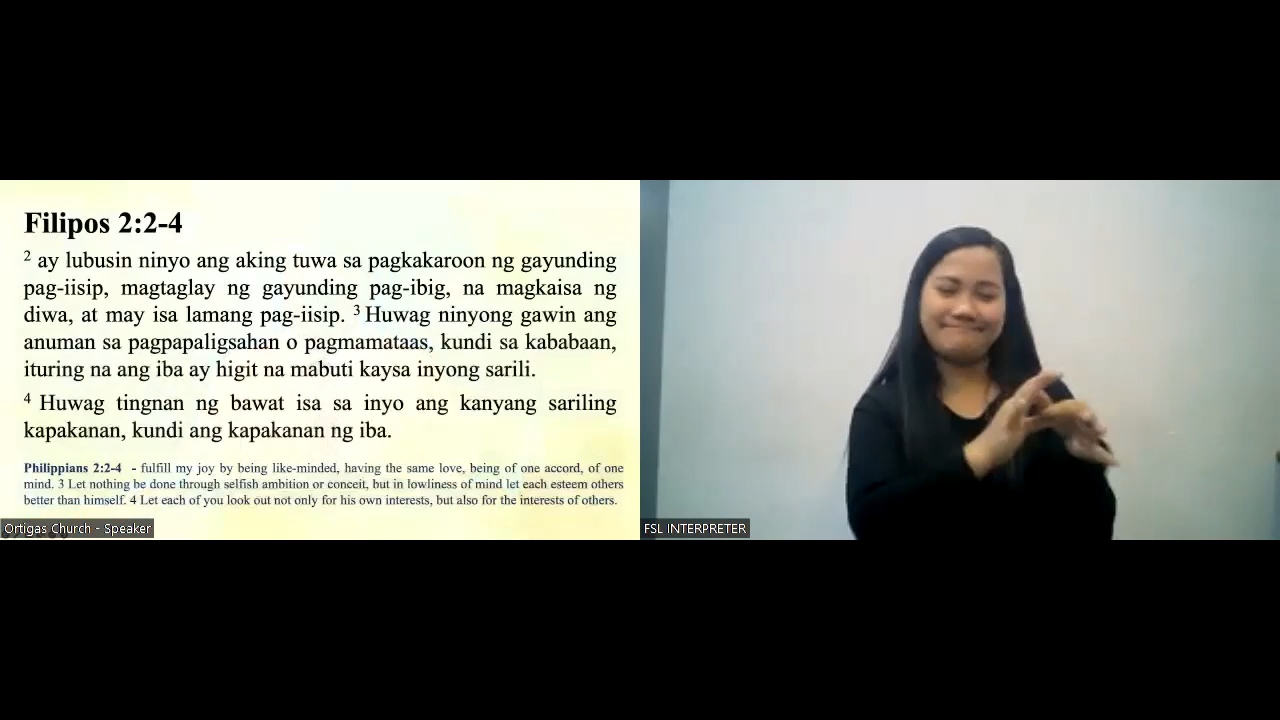 Filipos 2:2-4
2 ay lubusin ninyo ang aking tuwa sa pagkakaroon ng gayunding
pag-iisip, magtaglay ng gayunding pag-ibig, na magkaisa ng
diwa, at may isa lamang pag-iisip. 3 Huwag ninyong gawin ang
anuman sa pagpapaligsahan o pagmamataas, kundi sa kababaan,
ituring na ang iba ay higit na mabuti kaysa inyong sarili.
4 Huwag tingnan ng bawat isa sa inyo ang kanyang sariling
kapakanan, kundi ang kapakanan ng iba.
Philippians 2:2-4 - fulfill my joy by being like-minded, having the same love, being of one accord, of one
mind. 3 Let nothing be done through selfish ambition or conceit, but in lowliness of mind let each esteem others
better than himself. 4 Let each of you look out not only for his own interests, but also for the interests of others.
Ortigas Church - Speaker
FSL INTERPRETER